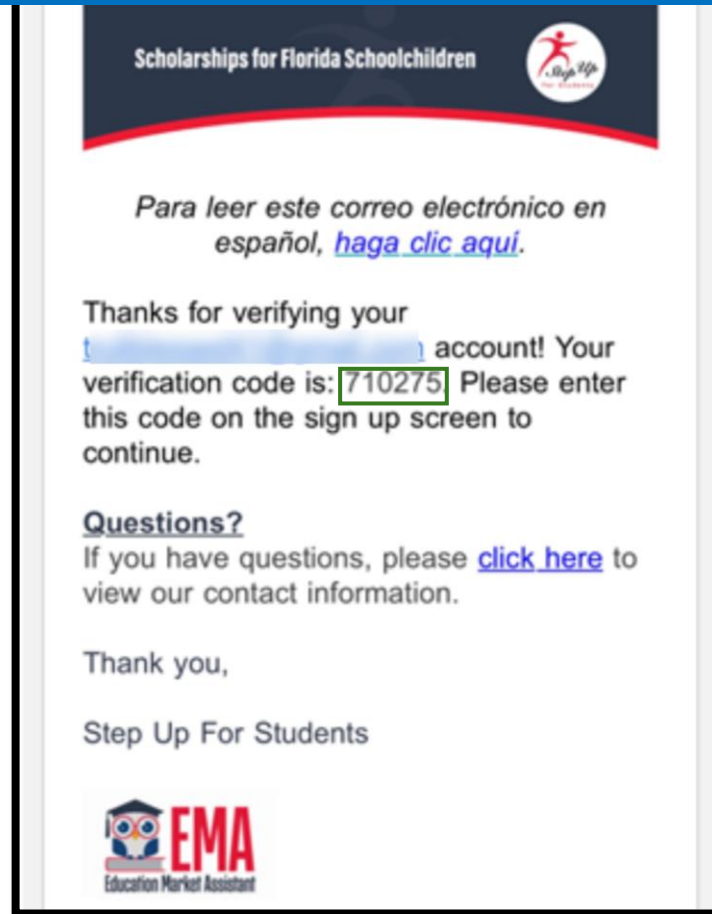 Scholarships for Florida Schoolchildren
Step Up
For Students
Para leer este correo electrónico en
español, haga clic aquí.
Thanks for verifying your
account! Your
verification code is: 710275. Please enter
this code on the sign up screen to
continue.
Questions?
If you have questions, please click here to
view our contact information.
Thank you,
Step Up For Students
EMA
Education Market Assistant